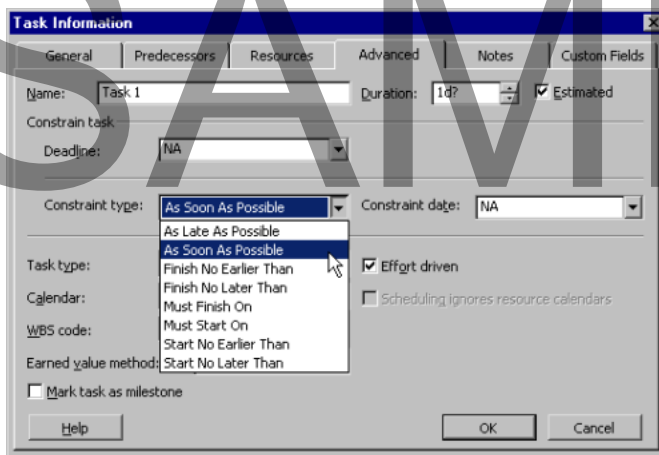 Task Information
General Predecessors Resources Advanced Notes Custom Fields
Name: Task 1 Duration: 1d? Estimated
Constrain task
Deadline: NA
Constraint type: As Soon As Possible Constraint date: NA
As Late As Possible
As Soon As Possible
Task type: Finish No Earlier Than Effort driven
Finish No Later Than
Calendar: Must Finish On Scheduling ignores resource calendars
Must Start On
WBS code: Start No Earlier Than
Earned value method: Start No Later Than
Mark task as milestone
Help OK Cancel